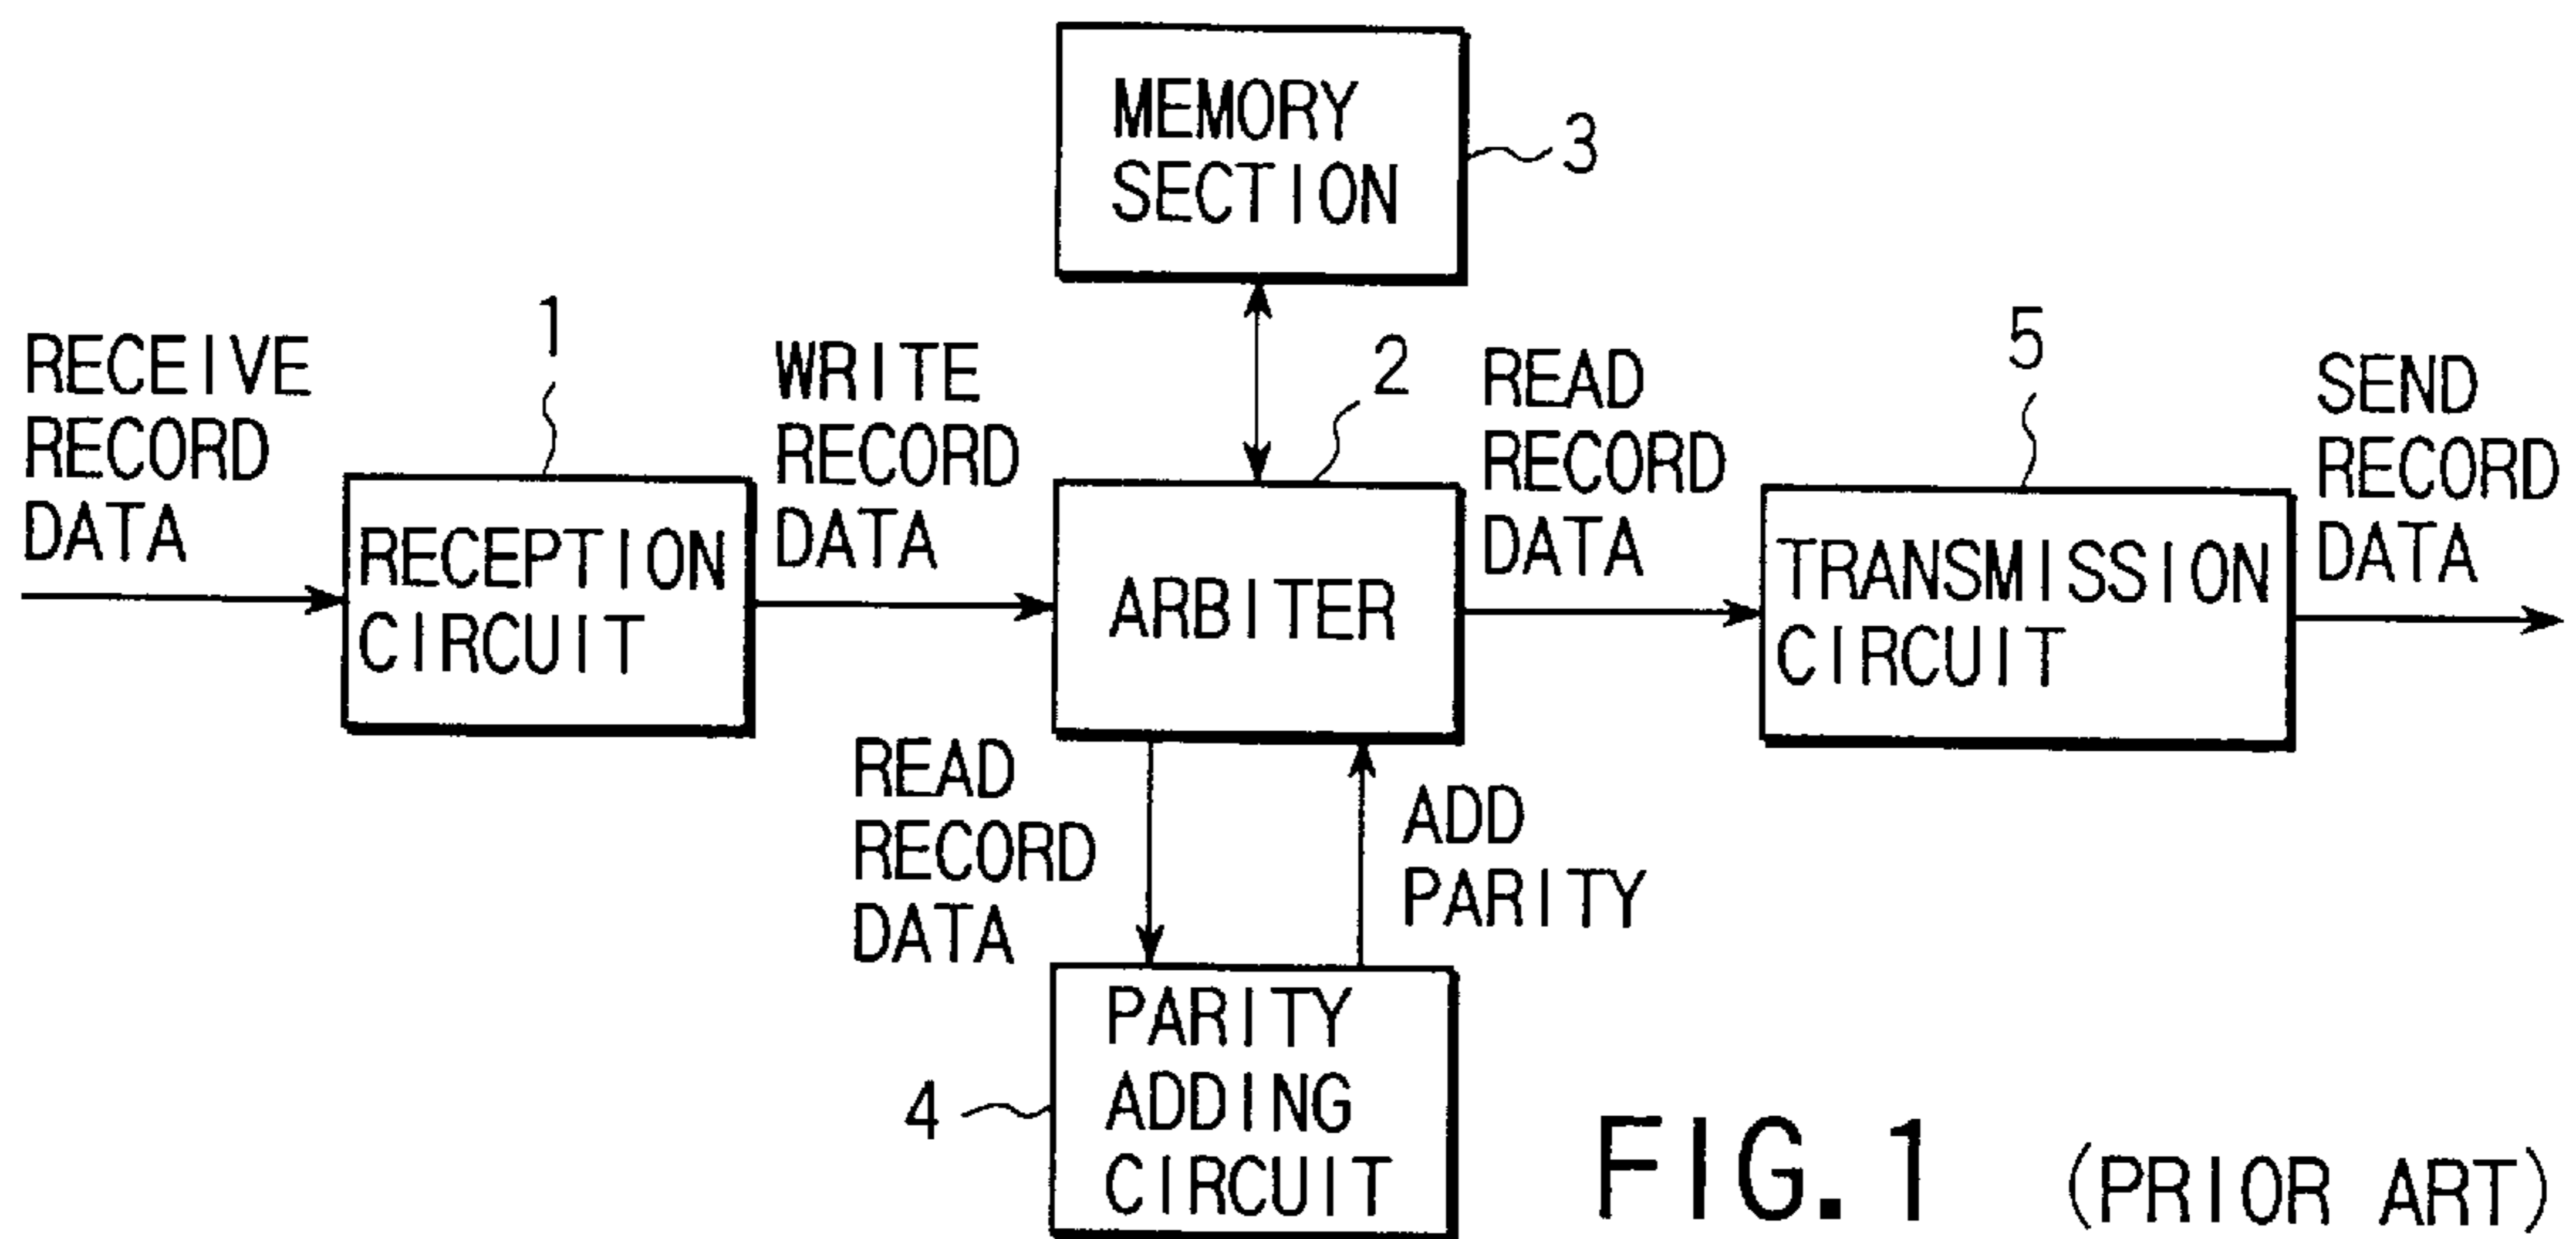 MEMORY
SECTION
3
RECEIVE
RECORD
DATA
1
RECEPTION
CIRCUIT
WRITE
RECORD
DATA
2
ARBITER
READ
RECORD
DATA
5
TRANSMISSION
CIRCUIT
SEND
RECORD
DATA
READ
RECORD
DATA
ADD
PARITY
4
PARITY
ADDING
CIRCUIT
FIG.1 (PRIOR ART)